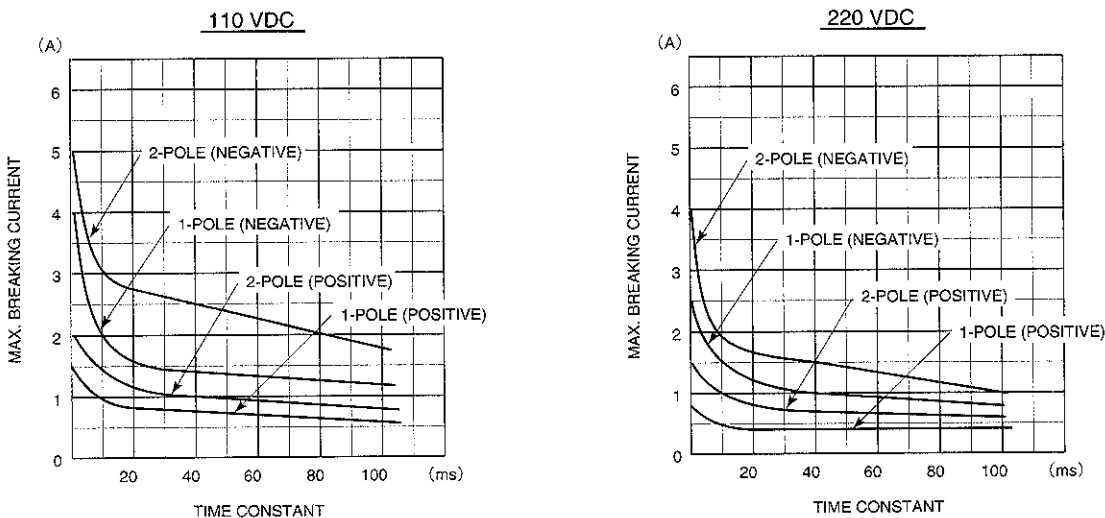 110 VDC
(A)
MAX. BREAKING CURRENT
6
5
4
3
2
1
0
2-POLE (NEGATIVE)
1-POLE (NEGATIVE)
2-POLE (POSITIVE)
1-POLE (POSITIVE)
20 40 60 80 100 (ms)
TIME CONSTANT
220 VDC
(A)
MAX. BREAKING CURRENT
6
5
4
3
2
1
0
2-POLE (NEGATIVE)
1-POLE (NEGATIVE)
2-POLE (POSITIVE)
1-POLE (POSITIVE)
20 40 60 80 100 (ms)
TIME CONSTANT